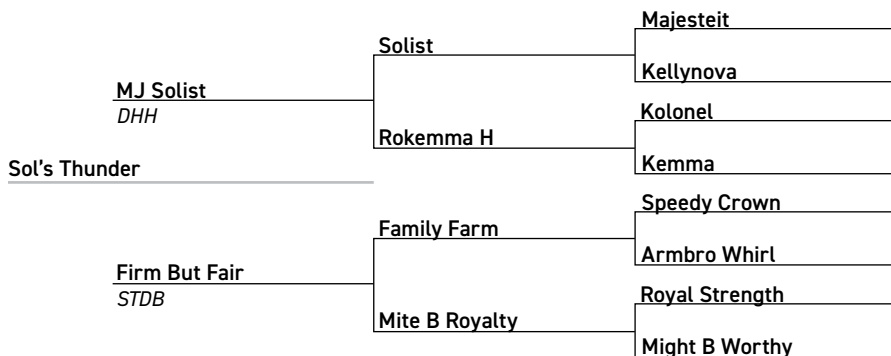 Majesteit
Solist
Kellynova
MJ Solist
DHH
Kolonel
Rokemma H
Kemma
Sol's Thunder
Speedy Crown
Family Farm
Armbro Whirl
Firm But Fair
STDB
Royal Strength
Mite B Royalty
Might B Worthy